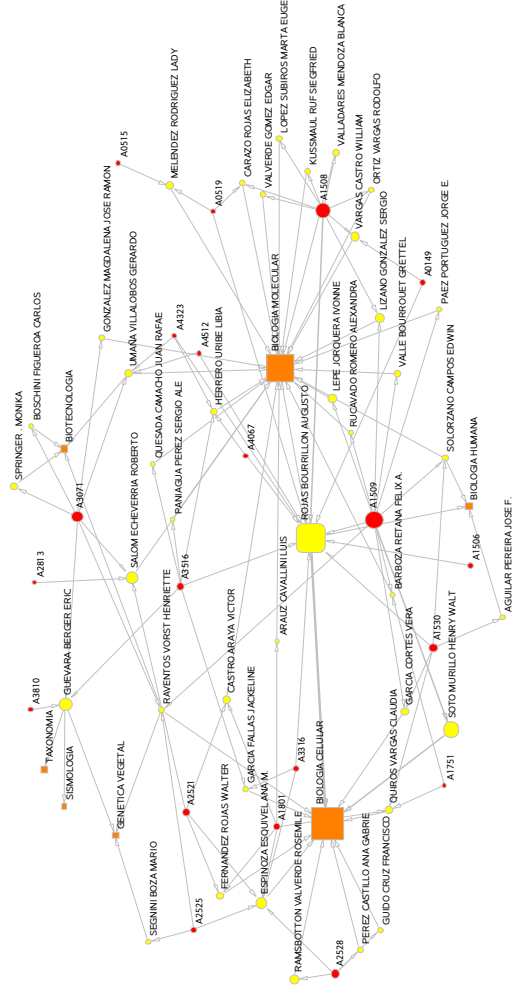 LOPEZ SUBIROS MARTA EUGE
VALLADARES MENDOZA BLANCA
KUSSMAUL RUF SIEGFRIED
VALVERDE GOMEZ EDGAR
CARAZO ROJAS ELIZABETH
MELENDEZ RODRIGUEZ LADY
A0515
ORTIZ VARGAS RODOLFO
A0519
A1508
VARGAS CASTRO WILLIAM
GONZALEZ MAGDALENA JOSE RAMON
LIZANO GONZALEZ SERGIO
A0149
UMAÑA VILLALOBOS GERARDO
PAEZ PORTUGUEZ JORGE E.
BOSCHINI FIGUEROA CARLOS
A4323
A4512
BIOLOGIA MOLECULAR
VALLE BOURROUET GRETTEL
SPRINGER . MONIKA
BIOTECNOLOGIA
QUESADA CAMACHO JUAN RAFAE
HERRERO URIBE LIBIA
LEPE JORQUERA IVONNE
RUCAVADO ROMERO ALEXANDRA
SOLORZANO CAMPOS EDWIN
A4067
PANIAGUA PEREZ SERGIO ALE
ROJAS BOURRILLON AUGUSTO
A3071
A1509
BIOLOGIA HUMANA
SALOM ECHEVERRIA ROBERTO
A2813
A3516
BARBOZA RETANA FELIX A.
A1506
AGUILAR PEREIRA JOSE F.
ARAUZ CAVALLINI LUIS
A1530
GUEVARA BERGER ERIC
RAVENTOS VORST HENRIETTE
A3810
CASTRO ARAYA VICTOR
GARCIA CORTES VERA
SOTO MURILLO HENRY WALT
TAXONOMIA
SISMOLOGIA
GARCIA FALLAS JACKELINE
A3316
A1751
A2521
A1801
BIOLOGIA CELULAR
QUIROS VARGAS CLAUDIA
GENETICA VEGETAL
FERNANDEZ ROJAS WALTER
ESPINOZA ESQUIVEL ANA M.
SEGNINI BOZA MARIO
A2525
RAMSBOTTON VALVERDE ROSEMILE
PEREZ CASTILLO ANA GABRIE
GUIDO CRUZ FRANCISCO
A2528